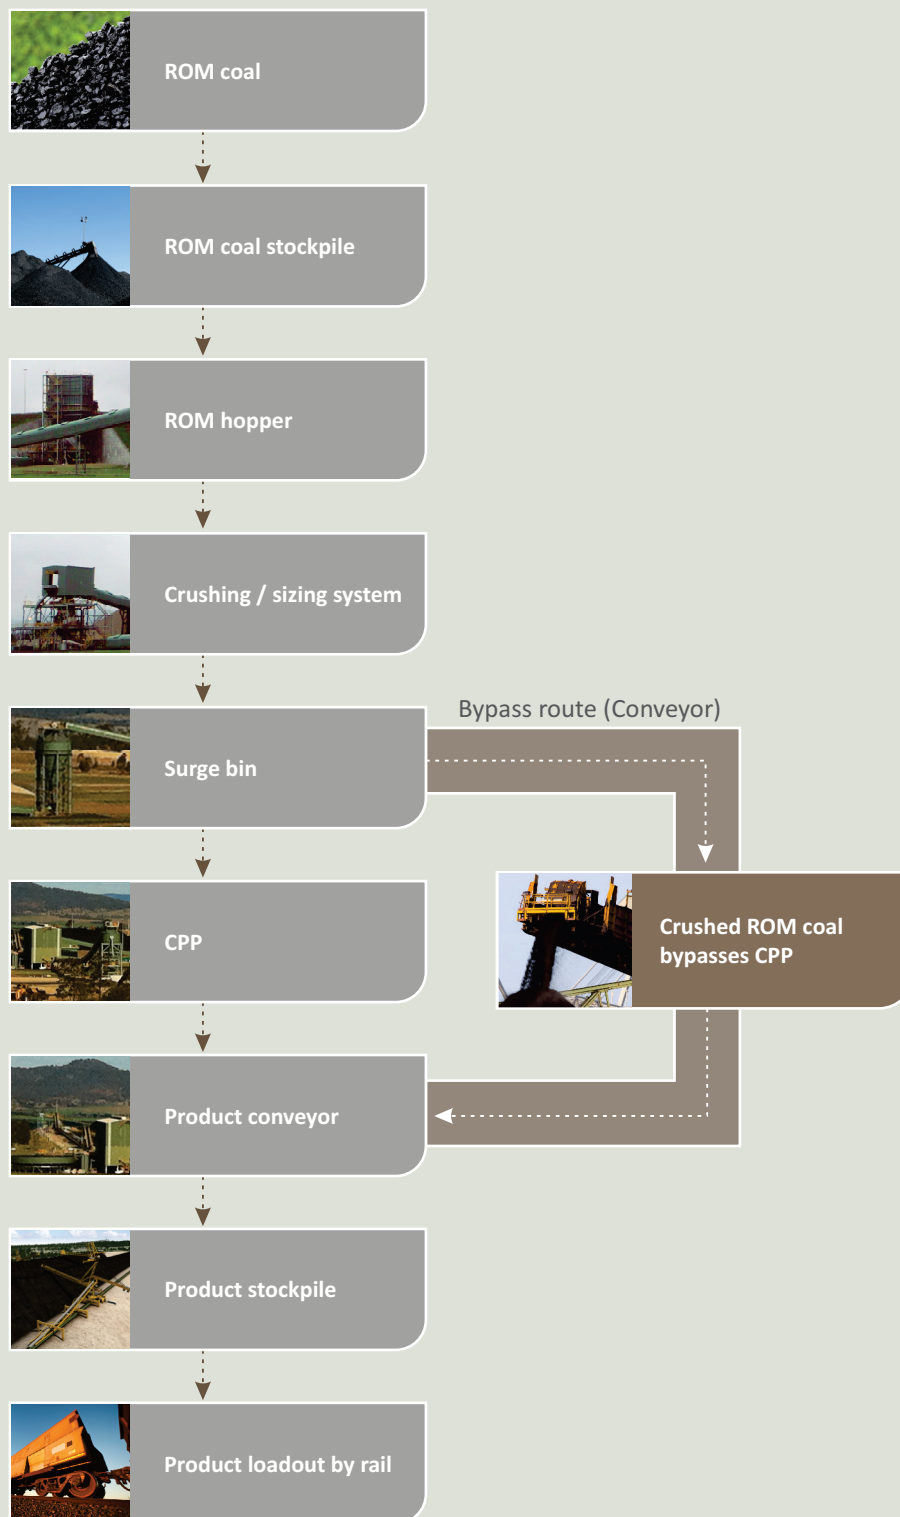 ROM coal
ROM coal stockpile
ROM hopper
Crushing / sizing system
Surge bin
Bypass route (Conveyor)
Crushed ROM coal
bypasses CPP
CPP
Product conveyor
Product stockpile
Product loadout by rail